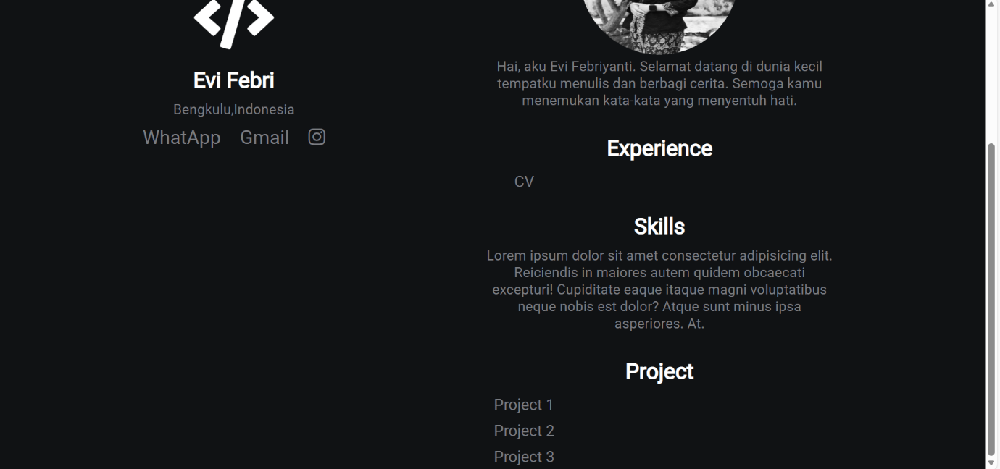 Evi Febri
Bengkulu,Indonesia
WhatApp Gmail
Hai, aku Evi Febriyanti. Selamat datang di dunia kecil
tempatku menulis dan berbagi cerita. Semoga kamu
menemukan kata-kata yang menyentuh hati.
Experience
CV
Skills
Lorem ipsum dolor sit amet consectetur adipisicing elit.
Reiciendis in maiores autem quidem obcaecati
excepturi! Cupiditate eaque itaque magni voluptatibus
neque nobis est dolor? Atque sunt minus ipsa
asperiores. At.
Project
Project 1
Project 2
Project 3